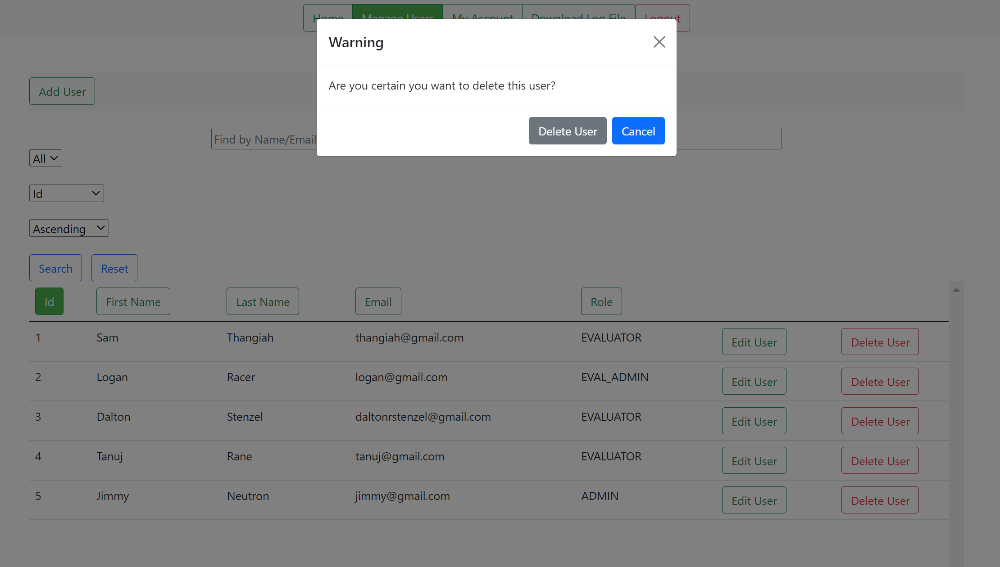 Home Manage Users My Account Download Log File Logout
Warning
Are you certain you want to delete this user?
Delete User Cancel
Add User
Find by Name/Email
All
Id
Ascending
Search Reset
Id First Name Last Name Email Role
1 Sam Thangiah thangiah@gmail.com EVALUATOR Edit User Delete User
2 Logan Racer logan@gmail.com EVAL_ADMIN Edit User Delete User
3 Dalton Stenzel daltonrstenzel@gmail.com EVALUATOR Edit User Delete User
4 Tanuj Rane tanuj@gmail.com EVALUATOR Edit User Delete User
5 Jimmy Neutron jimmy@gmail.com ADMIN Edit User Delete User